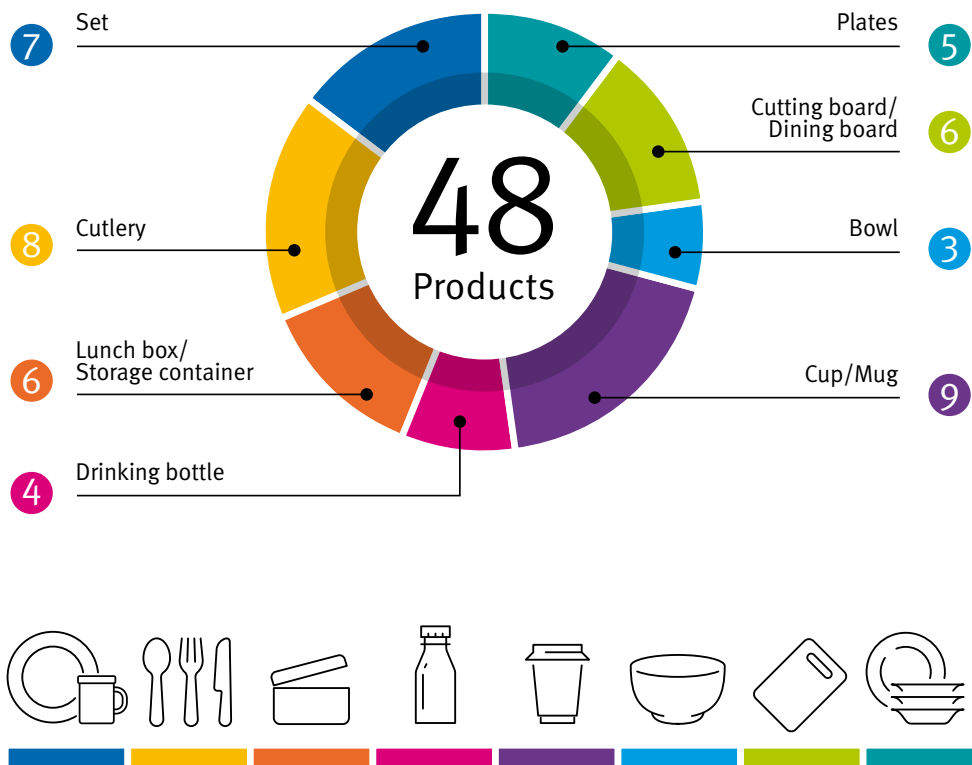 7
Set
Plates
5
Cutting board/
Dining board
6
48
Products
8
Cutlery
Bowl
3
6
Lunch box/
Storage container
Cup/Mug
9
4
Drinking bottle